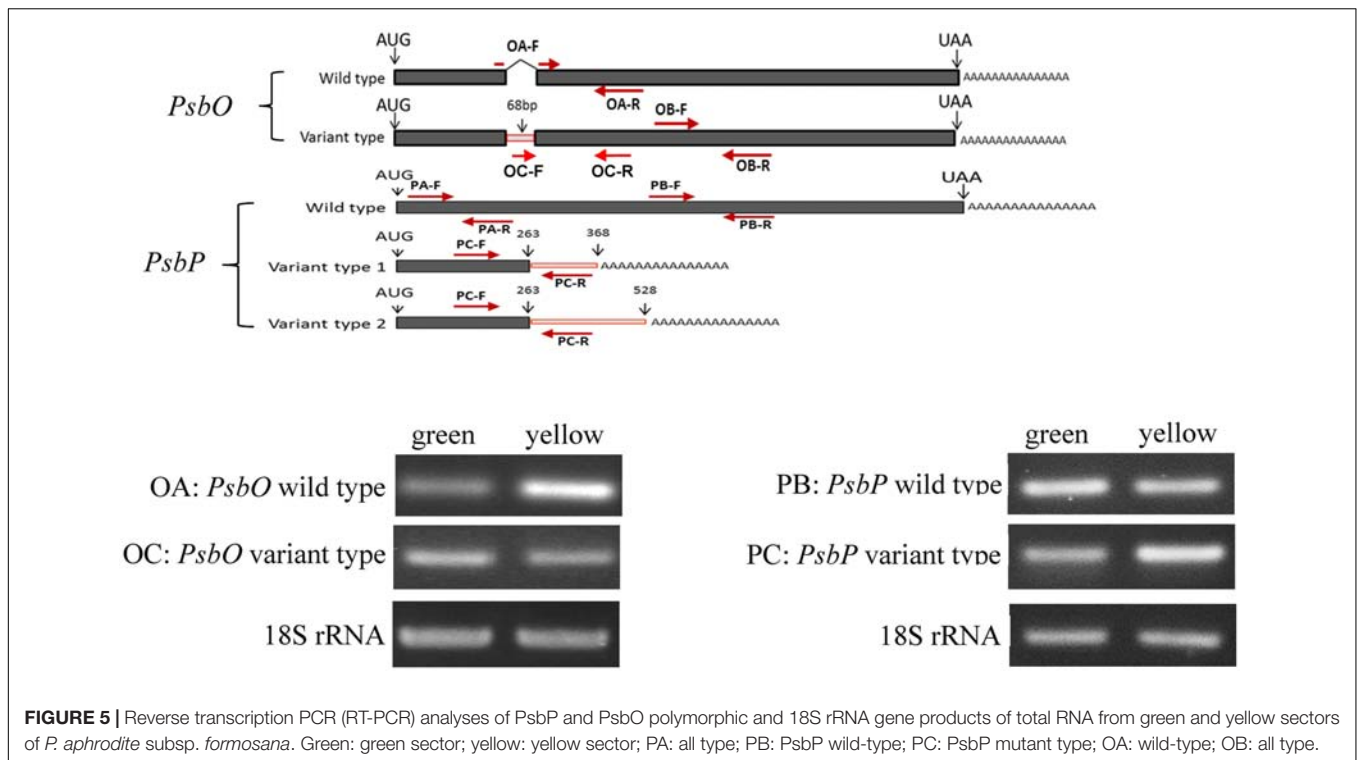 AUG
OA-F
UAA
Wild type
AAAAAAAAAAAAAAA
PsbO
AUG
68bp
OA-R
OB-F
UAA
Variant type
AAAAAAAAAAAAAAA
OC-F
OC-R
OB-R
AUG
PA-F
PB-F
UAA
Wild type
AAAAAAAAAAAAAAAA
PA-R
PB-R
PsbP
AUG
PC-F
263
368
Variant type 1
AAAAAAAAAAAAAAA
PC-R
AUG
PC-F
263
528
Variant type 2
AAAAAAAAAAAAAAA
PC-R
green yellow
OA: PsbO wild type
OC: PsbO variant type
18S rRNA
green yellow
PB: PsbP wild type
PC: PsbP variant type
18S rRNA
FIGURE 5 | Reverse transcription PCR (RT-PCR) analyses of PsbP and PsbO polymorphic and 18S rRNA gene products of total RNA from green and yellow sectors
of P. aphrodite subsp. formosana. Green: green sector; yellow: yellow sector; PA: all type; PB: PsbP wild-type; PC: PsbP mutant type; OA: wild-type; OB: all type.